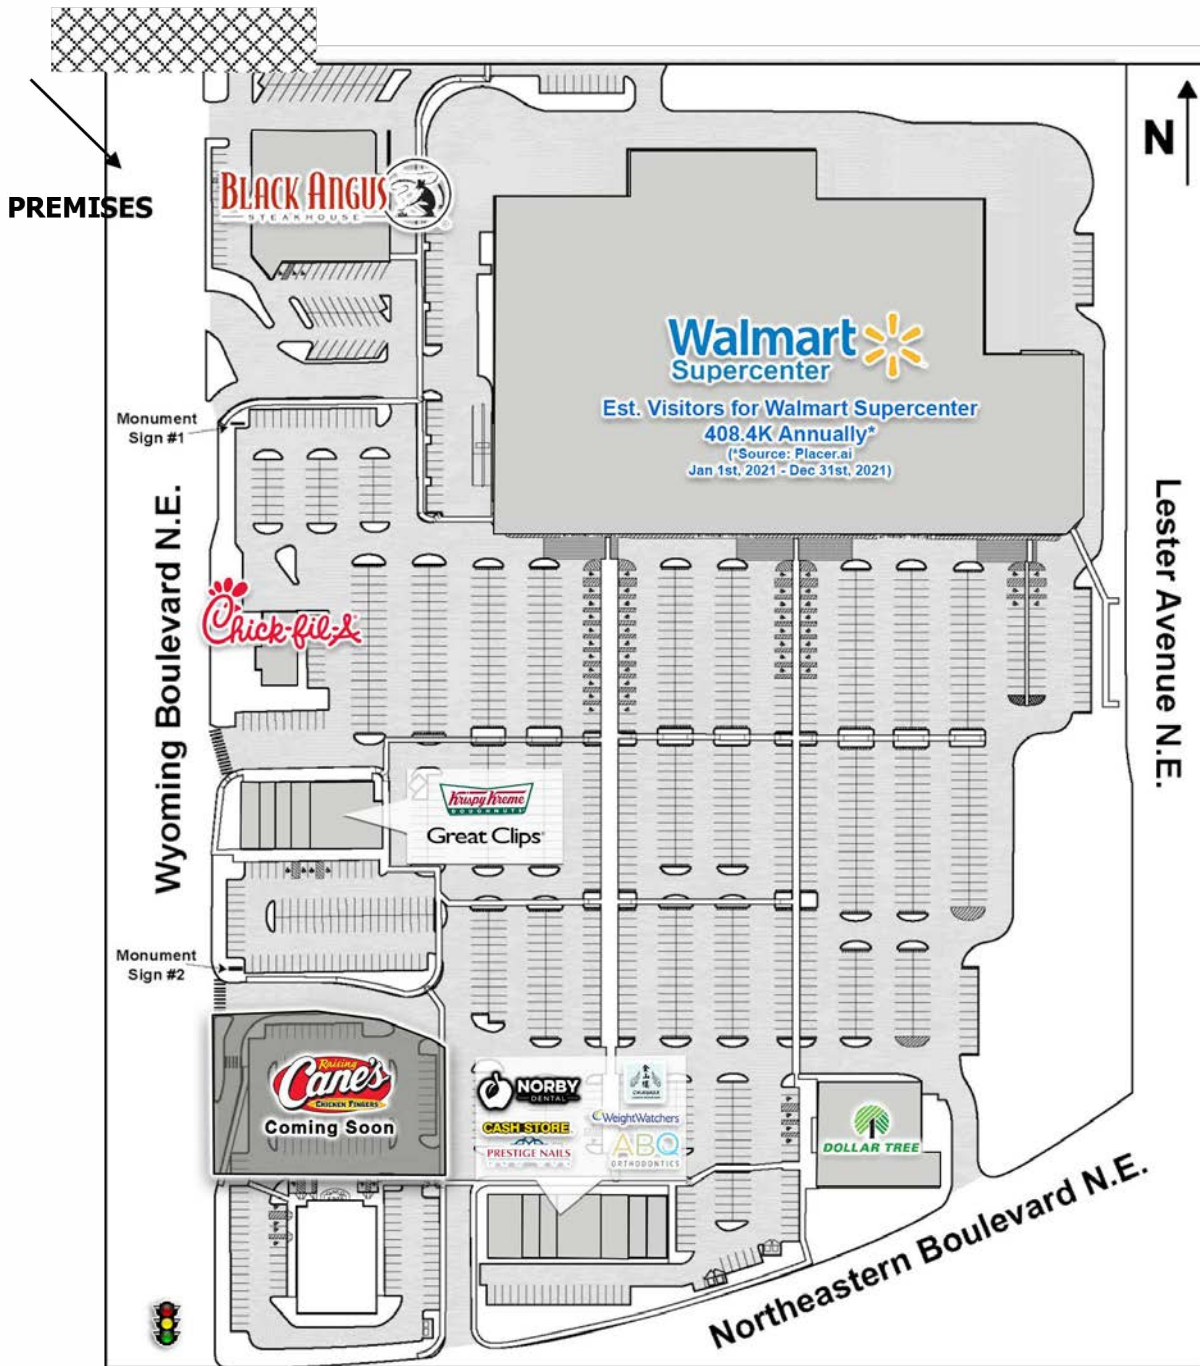 PREMISES
N
BLACK ANGUS
STEAKHOUSE
Walmart
Supercenter
Est. Visitors for Walmart Supercenter
408.4K Annually*
(*Source: Placer.ai
Jan 1st, 2021 - Dec 31st, 2021)
Monument
Sign #1
Wyoming Boulevard N.E.
Lester Avenue N.E.
Chick-fil-A
Krispy Kreme
DOUGHNUTS
Great Clips
Monument
Sign #2
Raising
Cane's
CHICKEN FINGERS
Coming Soon
NORBY
DENTAL
CASH STORE
PRESTIGE NAILS
WeightWatchers
ABQ
ORTHODONTICS
DOLLAR TREE
Northeastern Boulevard N.E.